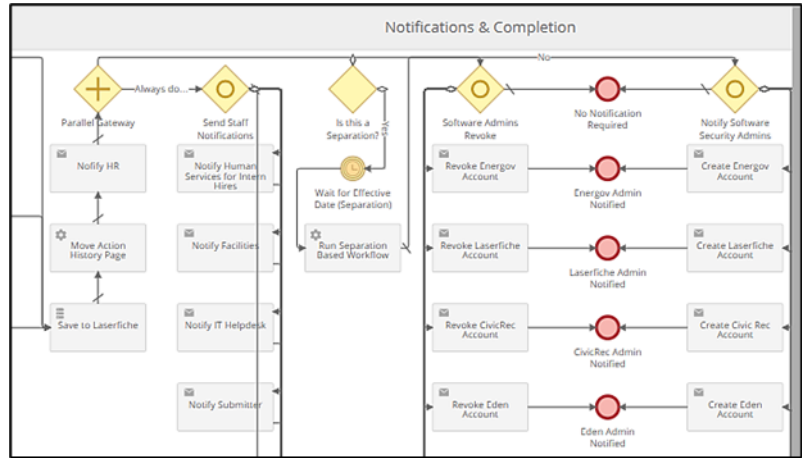 Notifications & Completion
No
Always do...
Parallel Gateway
Send Staff
Notifications
Is this a
Separation?
Yes
Software Admins
Revoke
No Notification
Required
Notify Software
Security Admins
Nofify HR
Notify Human
Services for Intern
Hires
Wait for Effective
Date (Separation)
Revoke Energov
Account
Energov Admin
Notified
Create Energov
Account
Move Action
History Page
Notify Facilities
Run Separation
Based Workflow
Revoke Laserfiche
Account
Laserfiche Admin
Notified
Create Laserfiche
Account
Save to Laserfiche
Notify IT Helpdesk
Revoke CivicRec
Account
CivicRec Admin
Notified
Create Civic Rec
Account
Notify Submitter
Revoke Eden
Account
Eden Admin
Notified
Create Eden
Account